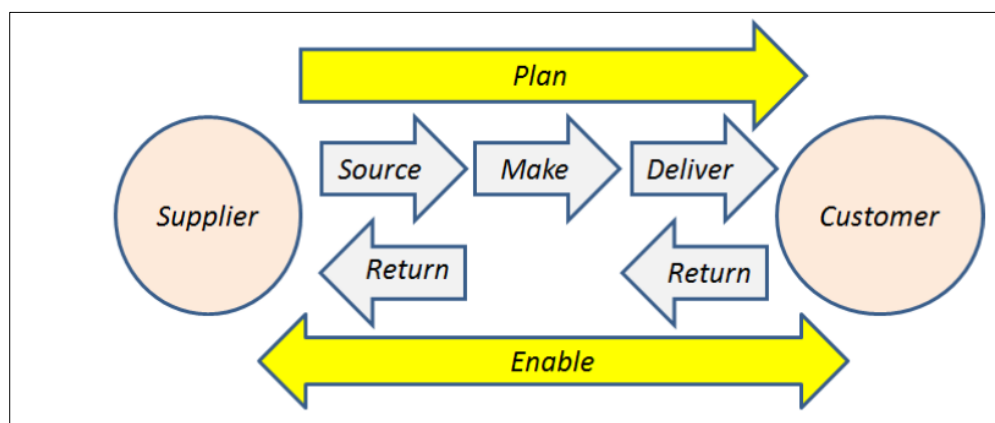 Plan
Source
Make
Deliver
Supplier
Customer
Return
Return
Enable